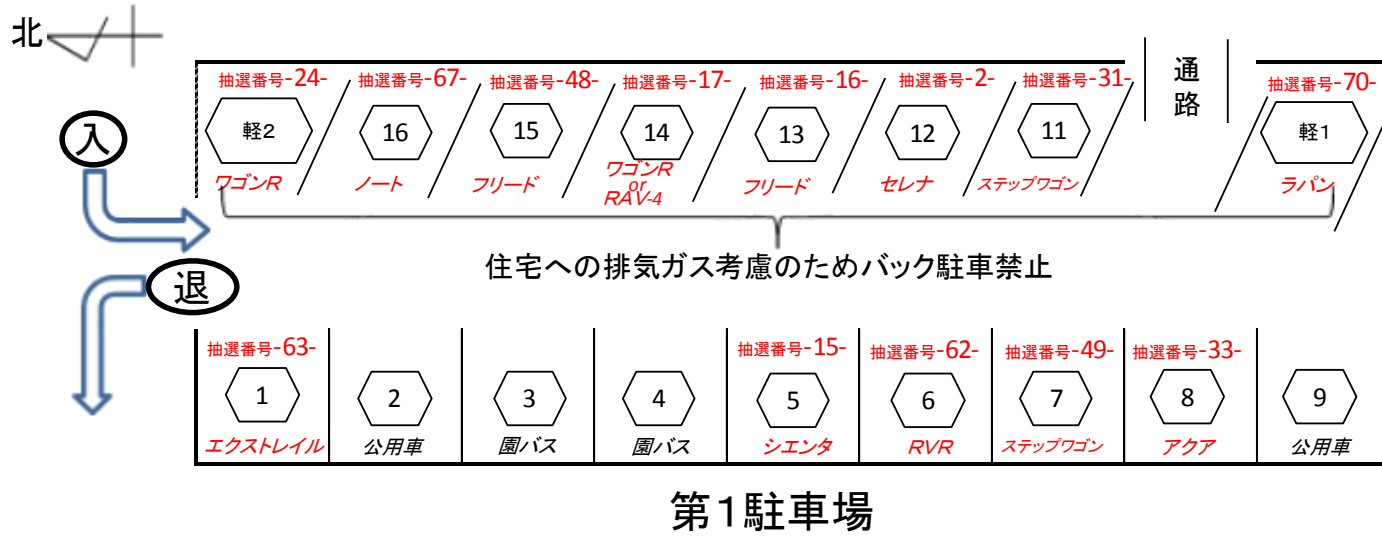 北
抽選番号-24-
抽選番号-67-
抽選番号-48-
抽選番号-17-
抽選番号-16-
抽選番号-2-
抽選番号-31-
通
路
抽選番号-70-
入
軽2
16
15
14
13
12
11
軽1
ワゴンR
ノート
フリード
ワゴンR
or
RAV-4
フリード
セレナ
ステップワゴン
ラパン
住宅への排気ガス考慮のためバック駐車禁止
退
抽選番号-63-
抽選番号-15-
抽選番号-62-
抽選番号-49-
抽選番号-33-
1
2
3
4
5
6
7
8
9
エクストレイル
公用車
園バス
園バス
シエンタ
RVR
ステップワゴン
アクア
公用車
第1駐車場